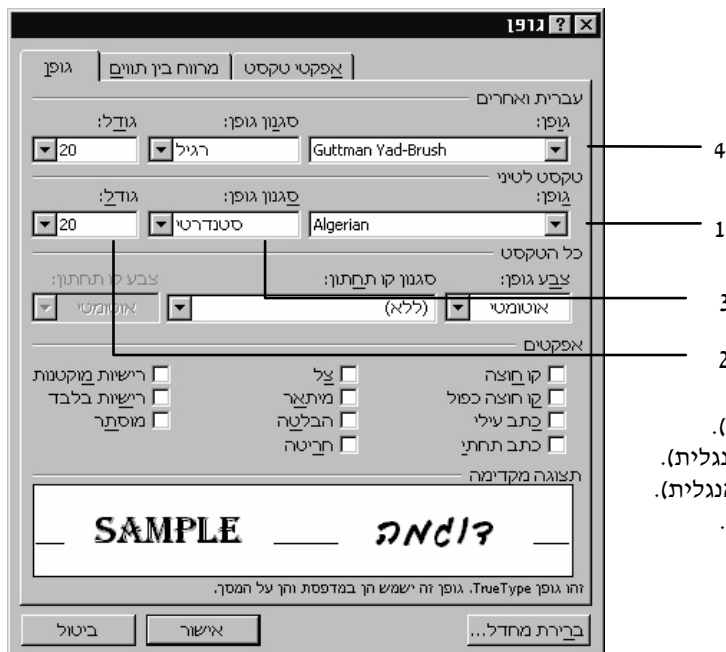 גופן
גופן מרווח בין תווים אפקטי טקסט
עברית ואחרים
גופן: סגנון גופן: גודל:
Guttman Yad-Brush רגיל 20
4
טקסט לטיני
גופן: סגנון גופן: גודל:
Algerian סטנדרטי 20
1
כל הטקסט
צבע גופן: סגנון קו תחתון: צבע קו תחתון:
אוטומטי (ללא) אוטומטי
3
אפקטים
2
קו חוצה צל רישיות מוקטנות
קו חוצה כפול מיתאר רישיות בלבד
כתב עילי הבלטה מוסתר
כתב תחתי חריטה
).
נגלית).
נגלית).
.
תצוגה מקדימה
דוגמה SAMPLE
זהו גופן TrueType. גופן זה ישמש הן במדפסת והן על המסך.
ברירת מחדל... אישור ביטול